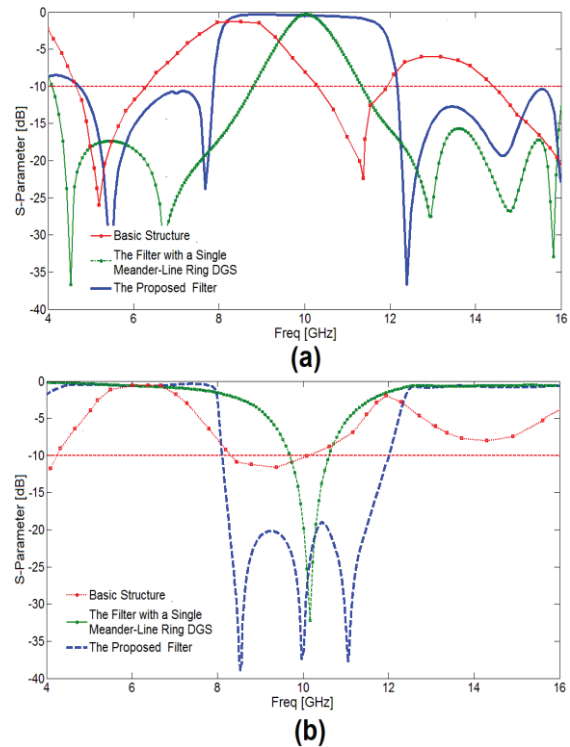 0
-5
-10
-15
-20
-25
-30
-35
-40
S-Parameter [dB]
Basic Structure
The Filter with a Single
Meander-Line Ring DGS
The Proposed Filter
4 6 8 10 12 14 16
Freq [GHz]
(a)
0
-5
-10
-15
-20
-25
-30
-35
-40
S-Parameter [dB]
Basic Structure
The Filter with a Single
Meander-Line Ring DGS
The Proposed Filter
4 6 8 10 12 14 16
Freq [GHz]
(b)